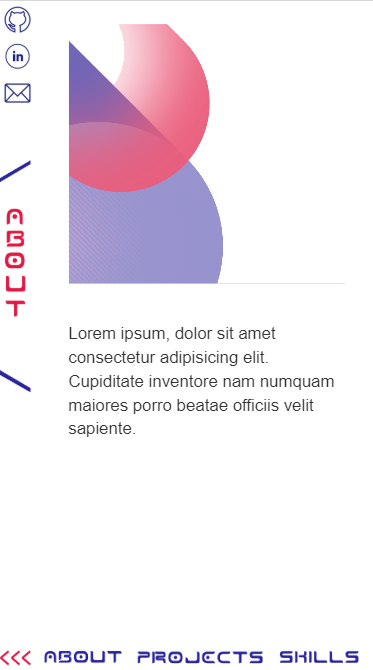 in
ABOUT
Lorem ipsum, dolor sit amet
consectetur adipisicing elit.
Cupiditate inventore nam numquam
maiores porro beatae officiis velit
sapiente.
<<< ABOUT PROJECTS SKILLS